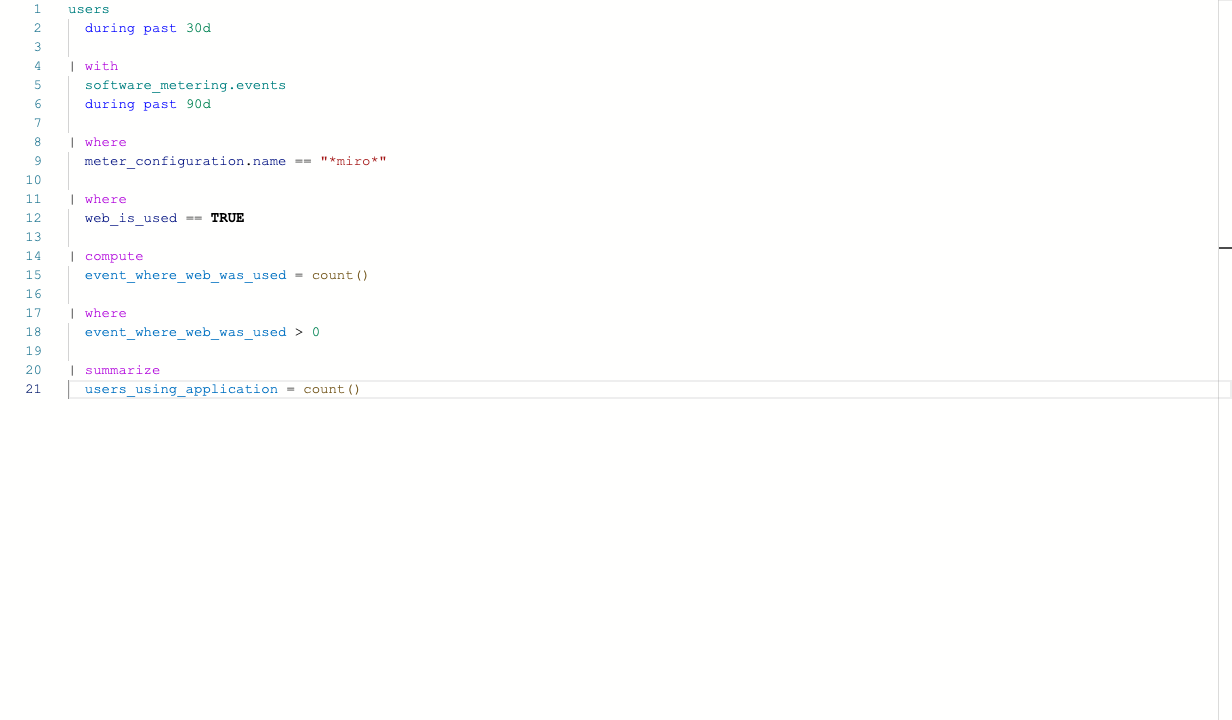 1 users
2 during past 30d
3
4 | with
5 software_metering.events
6 during past 90d
7
8 | where
9 meter_configuration.name == "*miro*"
10
11 | where
12 web_is_used == TRUE
13
14 | compute
15 event_where_web_was_used = count()
16
17 | where
18 event_where_web_was_used > 0
19
20 | summarize
21 users_using_application = count()